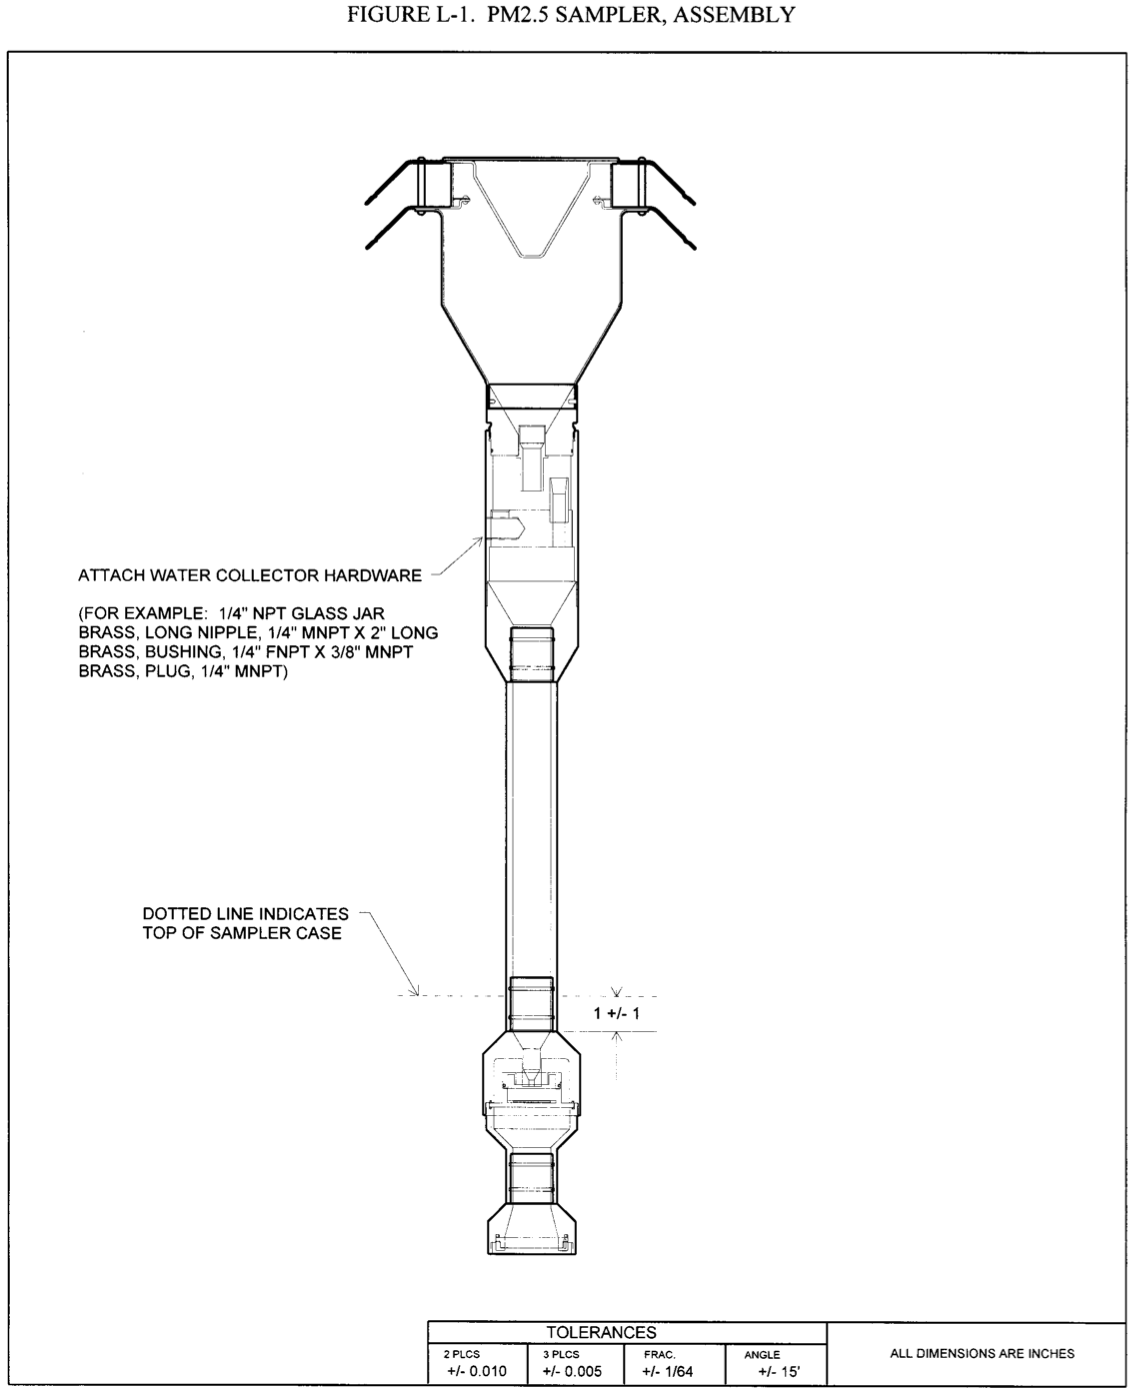 FIGURE L-1. PM2.5 SAMPLER, ASSEMBLY
ATTACH WATER COLLECTOR HARDWARE
(FOR EXAMPLE: 1/4" NPT GLASS JAR
BRASS, LONG NIPPLE, 1/4" MNPT X 2" LONG
BRASS, BUSHING, 1/4" FNPT X 3/8" MNPT
BRASS, PLUG, 1/4" MNPT)
DOTTED LINE INDICATES
TOP OF SAMPLER CASE
1 +/- 1
TOLERANCES
2 PLCS
+/- 0.010
3 PLCS
+/- 0.005
FRAC.
+/- 1/64
ANGLE
+/- 15'
ALL DIMENSIONS ARE INCHES